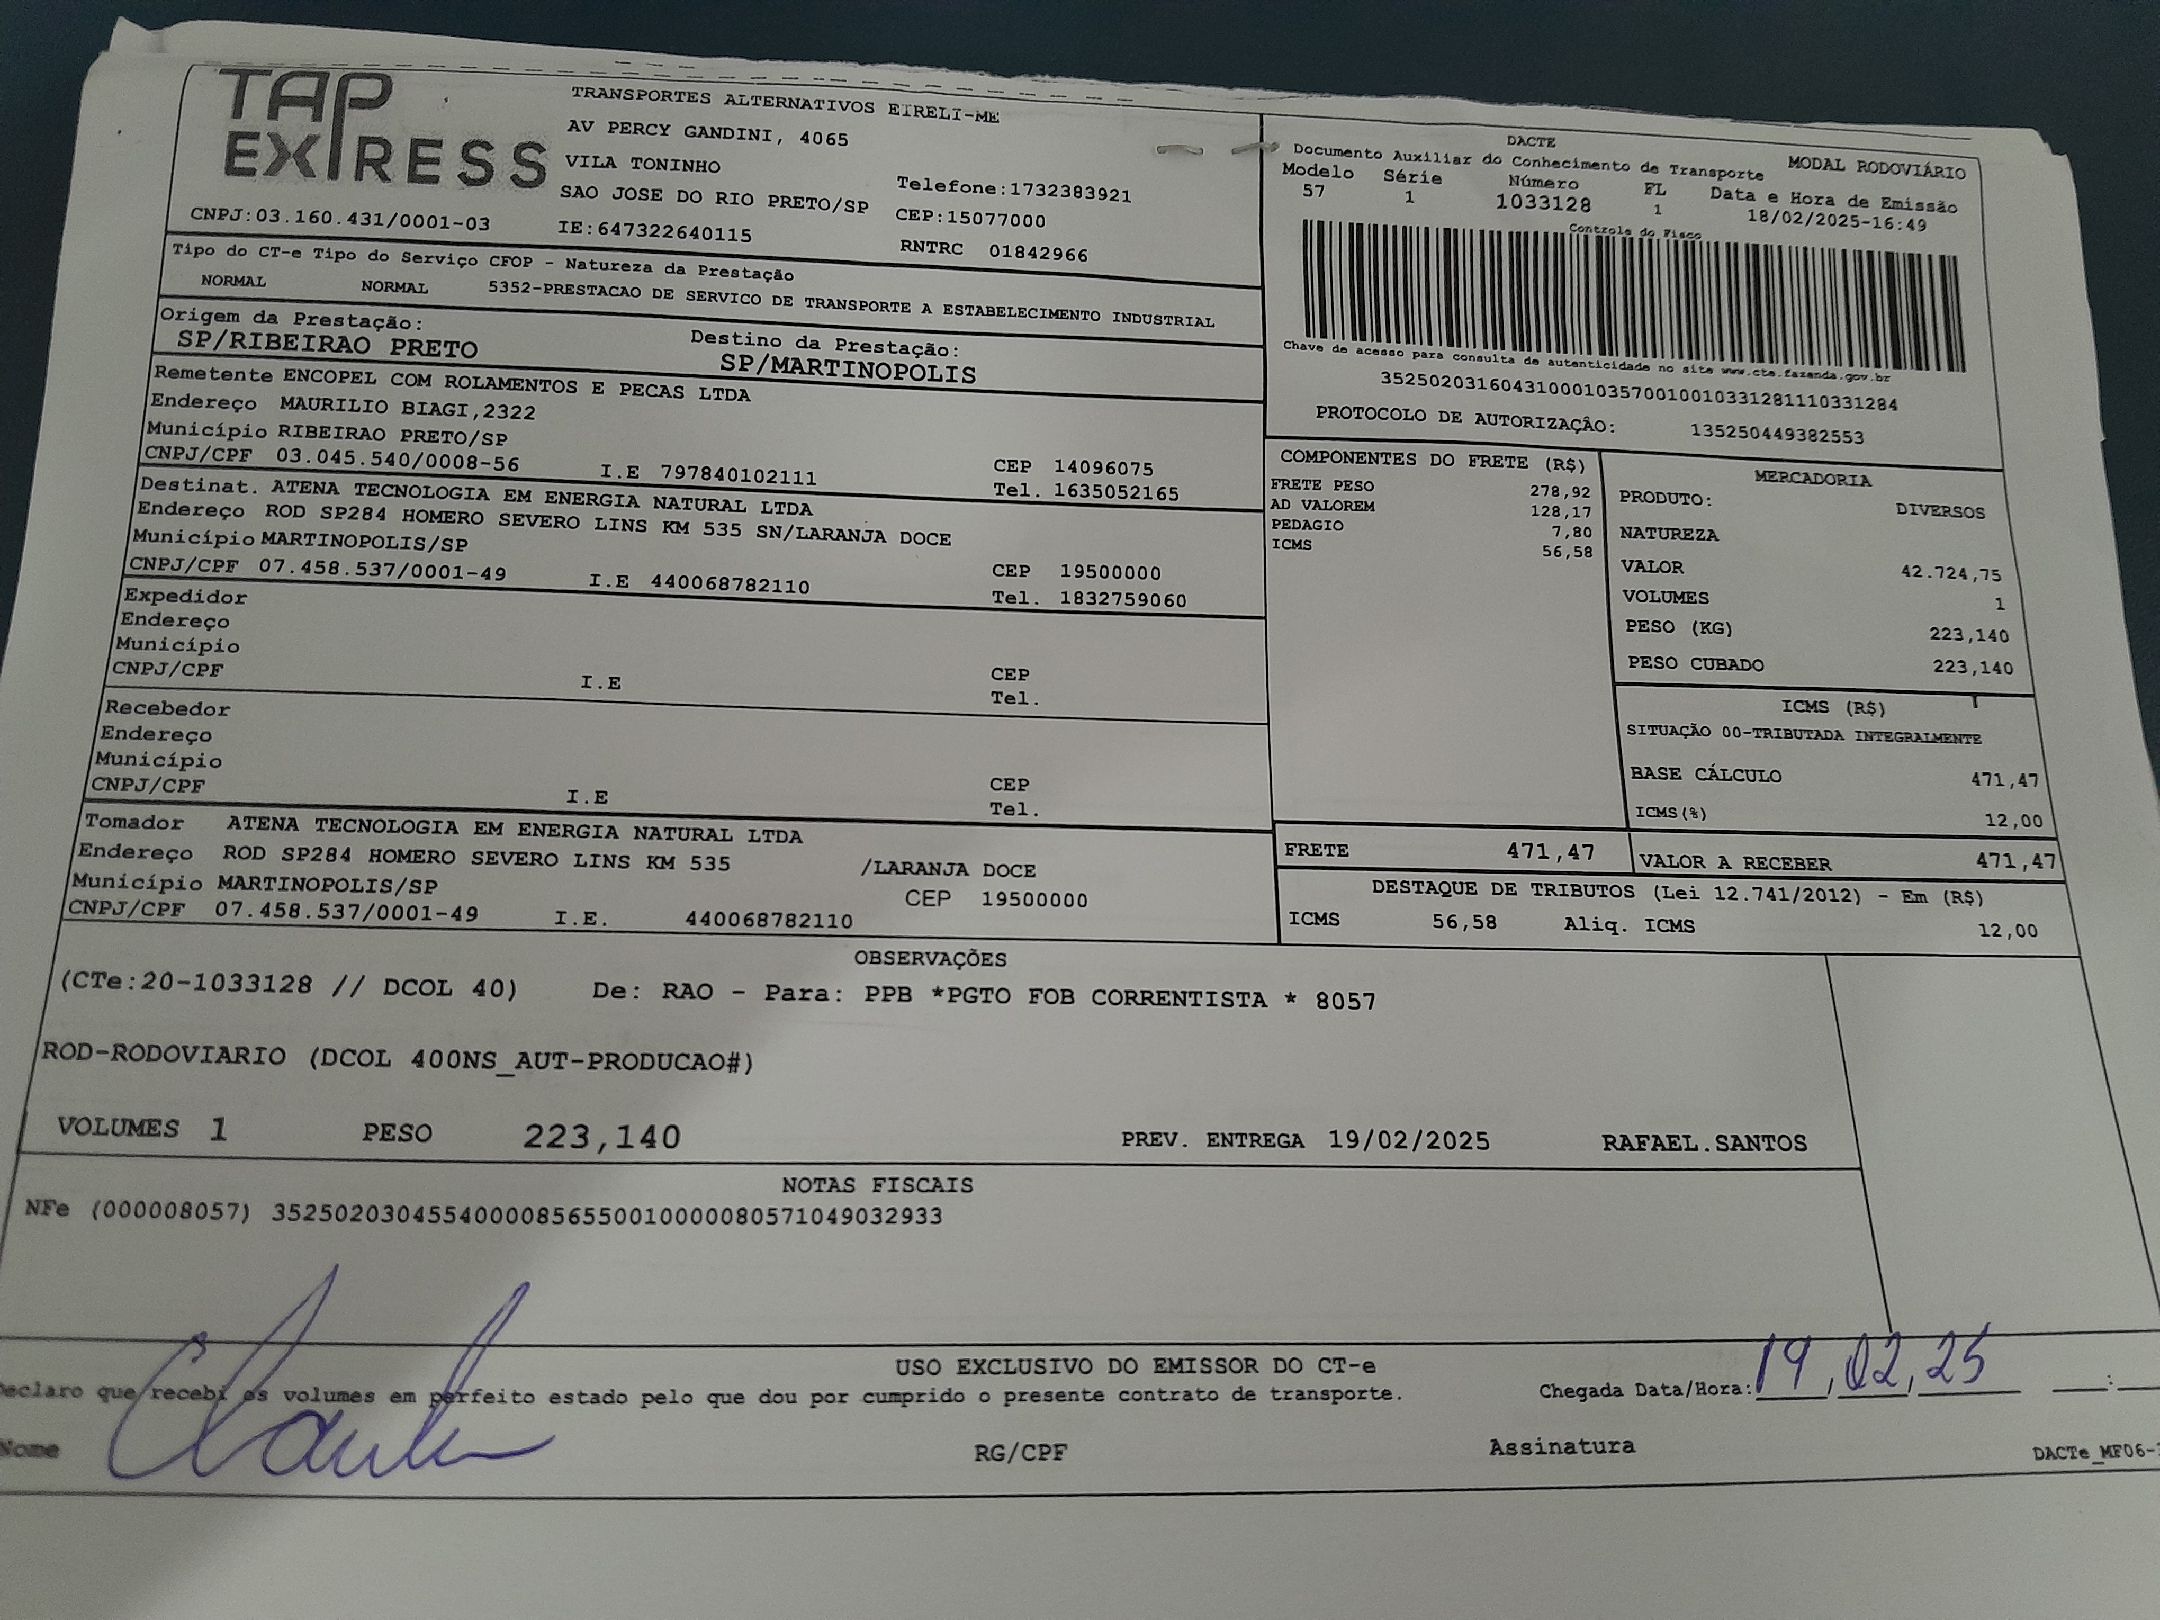 TAP EXPRESS
TRANSPORTES ALTERNATIVOS EIRELI-ME
AV PERCY GANDINI, 4065
VILA TONINHO
SAO JOSE DO RIO PRETO/SP
Telefone:1732383921
CEP:15077000
CNPJ:03.160.431/0001-03 IE:647322640115 RNTRC 01842966
DACTE
Documento Auxiliar do Conhecimento de Transporte MODAL RODOVIÁRIO
Modelo Série Número FL Data e Hora de Emissão
57 1 1033128 1 18/02/2025-16:49
Controle do Fisco
Chave de acesso para consulta de autenticidade no site www.cte.fazenda.gov.br
35250203160431000103570010010331281110331284
PROTOCOLO DE AUTORIZAÇÃO: 135250449382553
Tipo do CT-e Tipo do Serviço CFOP - Natureza da Prestação
NORMAL NORMAL 5352-PRESTACAO DE SERVICO DE TRANSPORTE A ESTABELECIMENTO INDUSTRIAL
Origem da Prestação: Destino da Prestação:
SP/RIBEIRAO PRETO SP/MARTINOPOLIS
Remetente ENCOPEL COM ROLAMENTOS E PECAS LTDA
Endereço MAURILIO BIAGI,2322
Município RIBEIRAO PRETO/SP CEP 14096075
CNPJ/CPF 03.045.540/0008-56 I.E 797840102111 Tel. 1635052165
Destinat. ATENA TECNOLOGIA EM ENERGIA NATURAL LTDA
Endereço ROD SP284 HOMERO SEVERO LINS KM 535 SN/LARANJA DOCE
Município MARTINOPOLIS/SP CEP 19500000
CNPJ/CPF 07.458.537/0001-49 I.E 440068782110 Tel. 1832759060
Expedidor
Endereço
Município CEP
CNPJ/CPF I.E Tel.
Recebedor
Endereço
Município CEP
CNPJ/CPF I.E Tel.
Tomador ATENA TECNOLOGIA EM ENERGIA NATURAL LTDA
Endereço ROD SP284 HOMERO SEVERO LINS KM 535 /LARANJA DOCE
Município MARTINOPOLIS/SP CEP 19500000
CNPJ/CPF 07.458.537/0001-49 I.E. 440068782110
COMPONENTES DO FRETE (R$)
FRETE PESO 278,92
AD VALOREM 128,17
PEDAGIO 7,80
ICMS 56,58
MERCADORIA
PRODUTO: DIVERSOS
NATUREZA
VALOR 42.724,75
VOLUMES 1
PESO (KG) 223,140
PESO CUBADO 223,140
ICMS (R$)
SITUAÇÃO 00-TRIBUTADA INTEGRALMENTE
BASE CÁLCULO 471,47
ICMS(%) 12,00
FRETE 471,47 VALOR A RECEBER 471,47
DESTAQUE DE TRIBUTOS (Lei 12.741/2012) - Em (R$)
ICMS 56,58 Aliq. ICMS 12,00
OBSERVAÇÕES
(CTe:20-1033128 // DCOL 40) De: RAO - Para: PPB *PGTO FOB CORRENTISTA * 8057
ROD-RODOVIARIO (DCOL 400NS_AUT-PRODUCAO#)
VOLUMES 1 PESO 223,140 PREV. ENTREGA 19/02/2025 RAFAEL.SANTOS
NOTAS FISCAIS
NFe (000008057) 35250203045540000856550010000080571049032933
USO EXCLUSIVO DO EMISSOR DO CT-e
Declaro que recebi os volumes em perfeito estado pelo que dou por cumprido o presente contrato de transporte. Chegada Data/Hora: 19,02,25 :
Nome RG/CPF Assinatura DACTe_MF06-